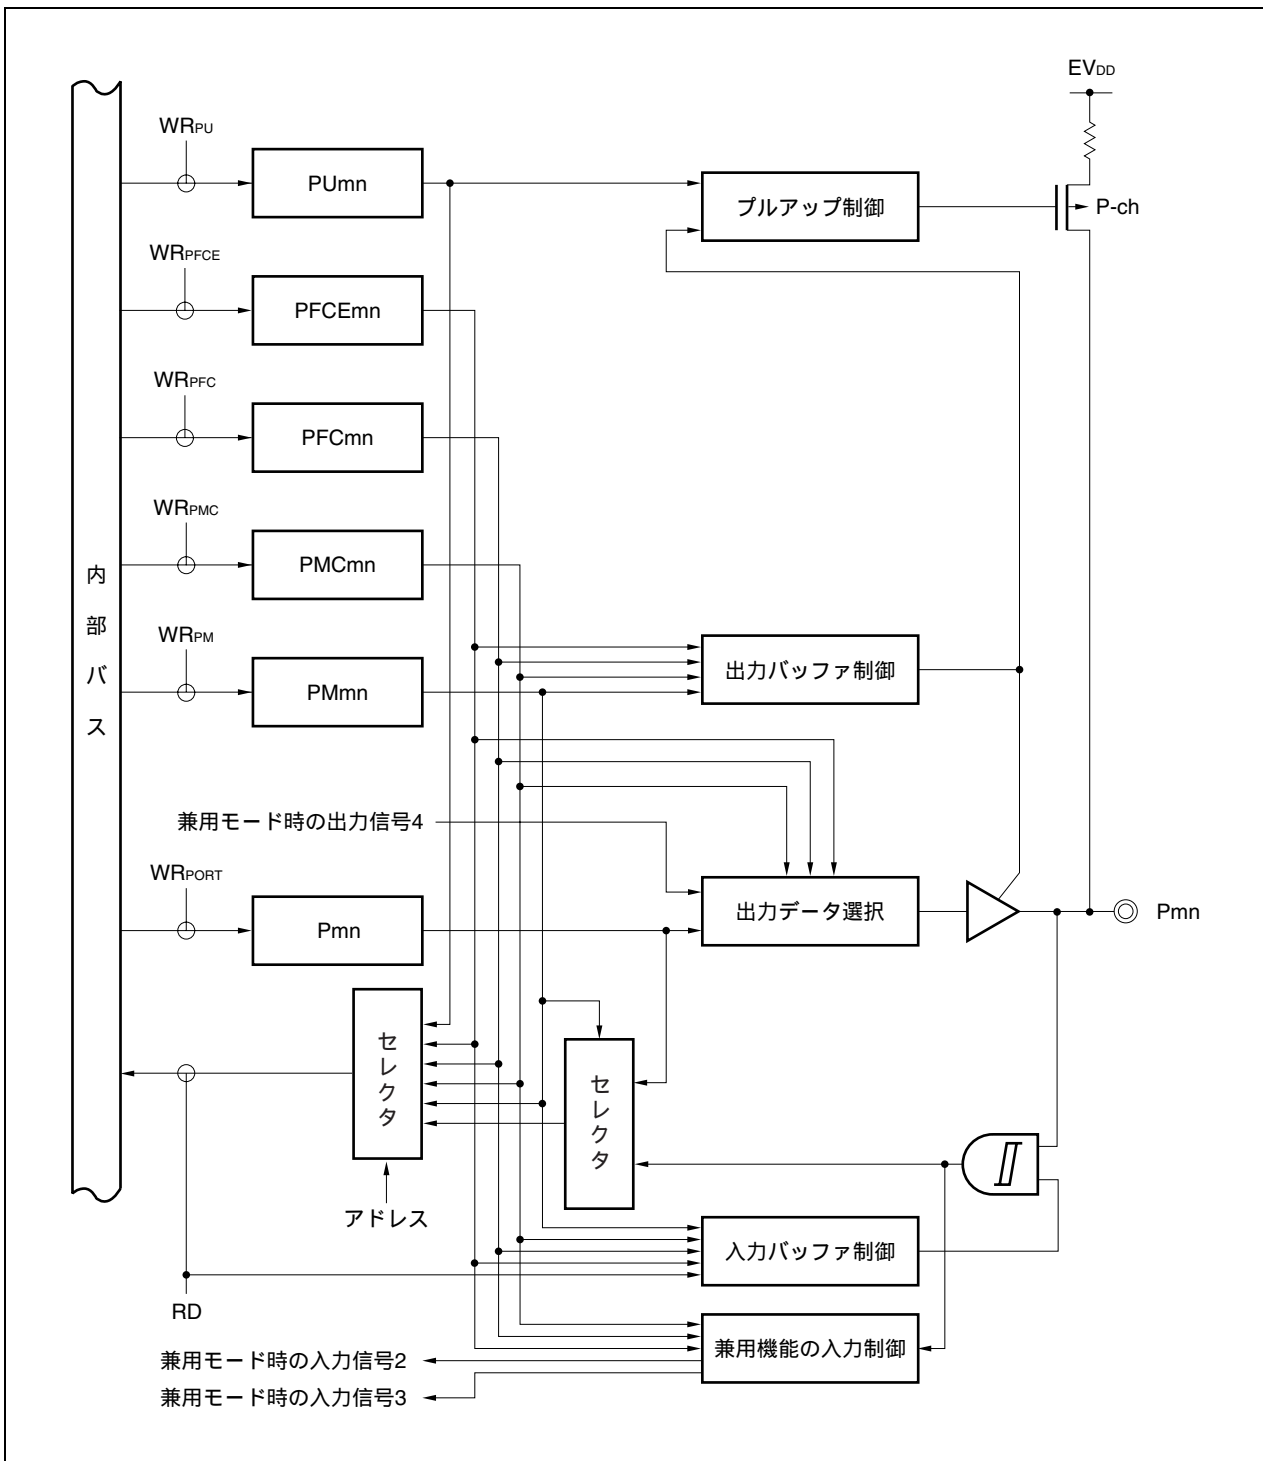 EVDD
WRPU
PUmn
プルアップ制御
P-ch
WRPFCE
PFCEmn
WRPFC
PFCmn
WRPMC
PMCmn
内部バス
WRPM
PMmn
出力バッファ制御
兼用モード時の出力信号4
WRPORT
Pmn
出力データ選択
Pmn
セレクタ
セレクタ
アドレス
入力バッファ制御
RD
兼用機能の入力制御
兼用モード時の入力信号2
兼用モード時の入力信号3